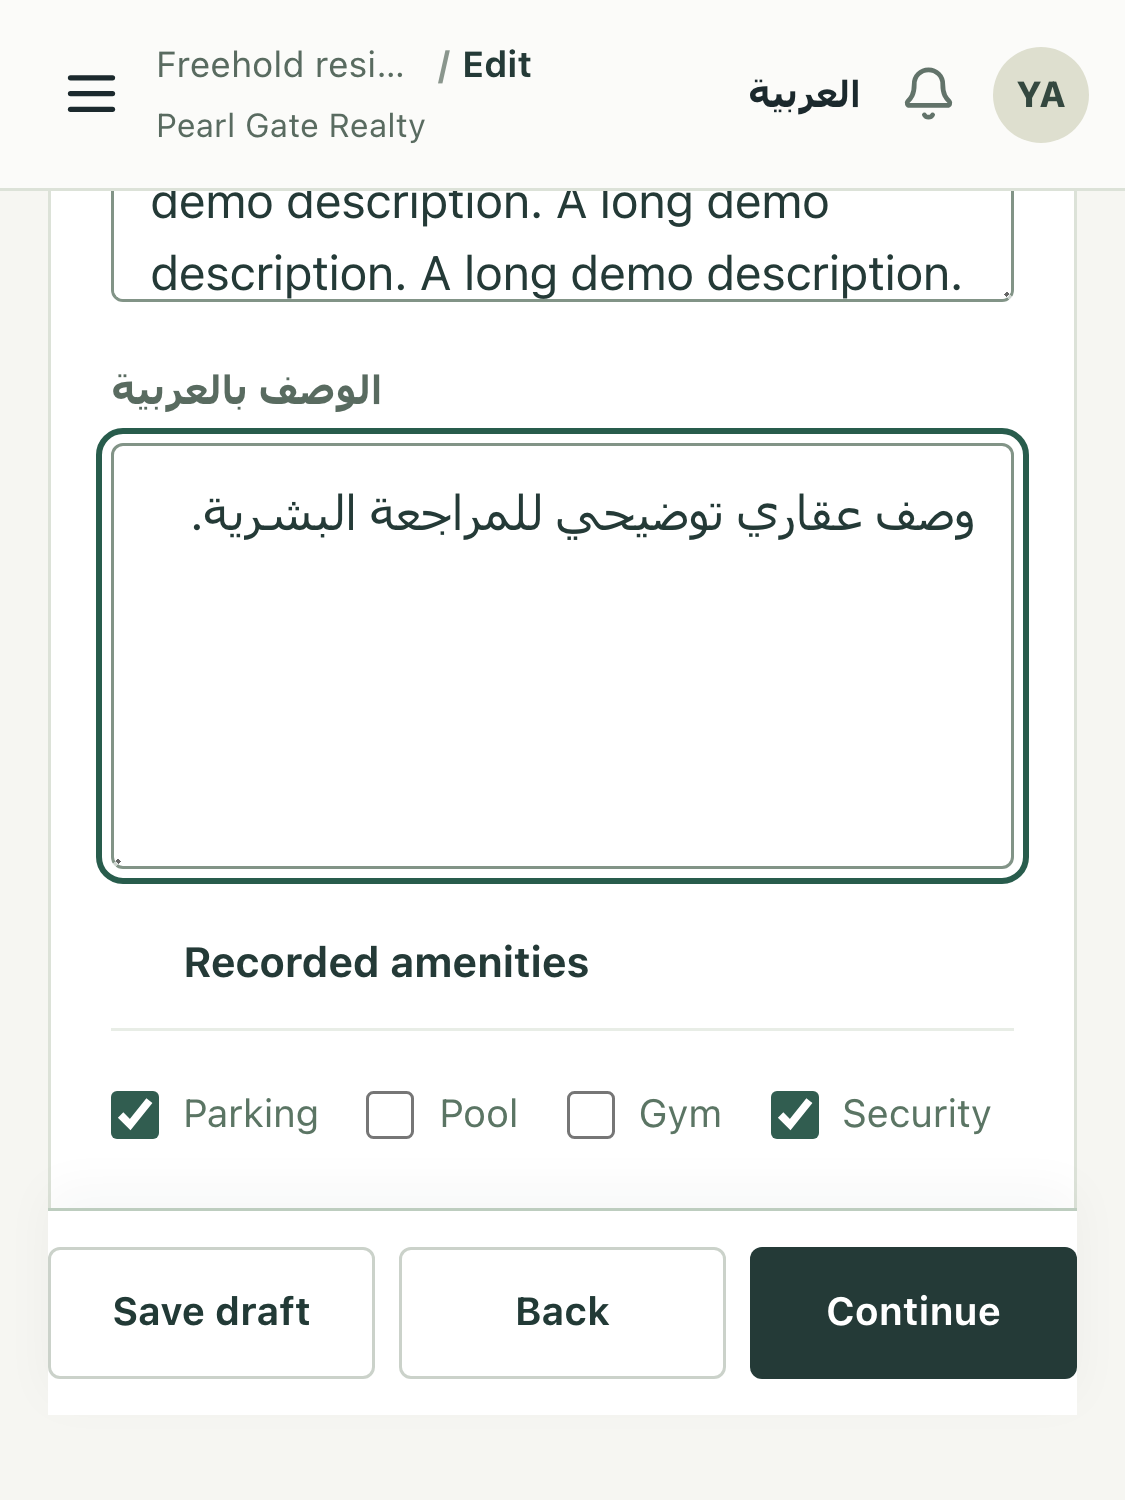 Freehold resi... / Edit
Pearl Gate Realty
العربية
YA
demo description. A long demo
description. A long demo description.
الوصف بالعربية
وصف عقاري توضيحي للمراجعة البشرية.
Recorded amenities
Parking
Pool
Gym
Security
Save draft
Back
Continue